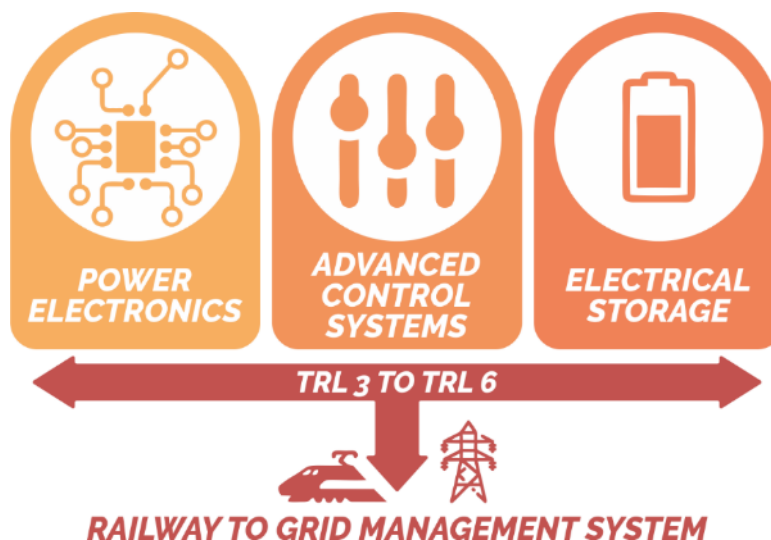 POWER
ELECTRONICS
ADVANCED
CONTROL
SYSTEMS
ELECTRICAL
STORAGE
TRL 3 TO TRL 6
RAILWAY TO GRID MANAGEMENT SYSTEM